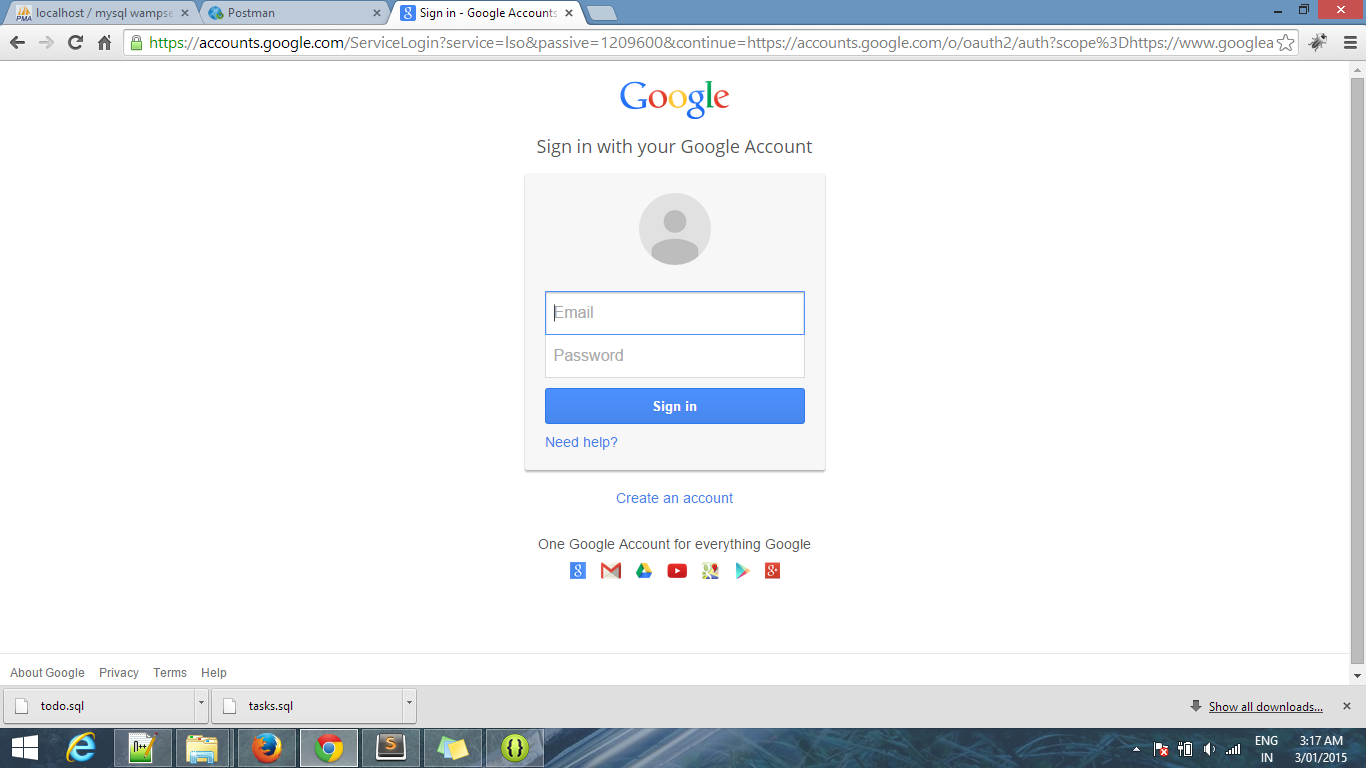 localhost / mysql wampse
Postman
Sign in - Google Accounts
https://accounts.google.com/ServiceLogin?service=lso&passive=1209600&continue=https://accounts.google.com/o/oauth2/auth?scope%3Dhttps://www.googlea
Google
Sign in with your Google Account
Email
Password
Sign in
Need help?
Create an account
One Google Account for everything Google
About Google Privacy Terms Help
todo.sql
tasks.sql
Show all downloads...
ENG
IN
3:17 AM
3/01/2015